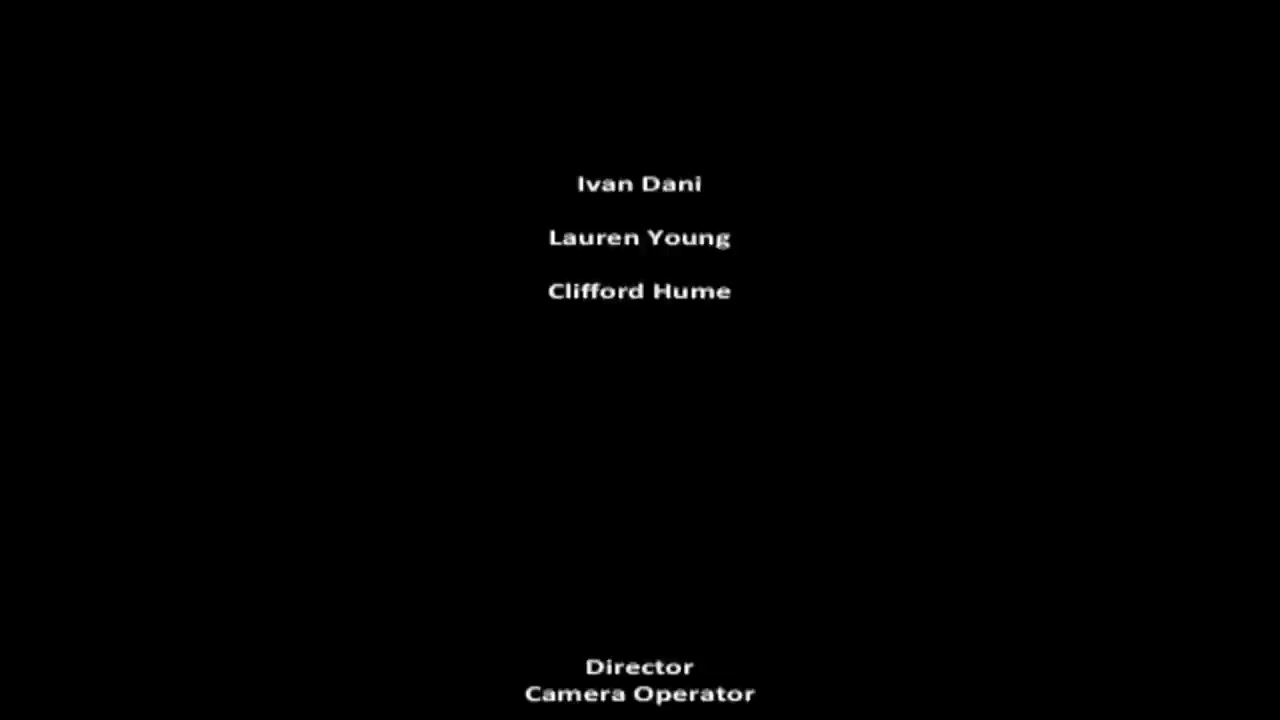 Ivan Dani
Lauren Young
Clifford Hume
Director
Camera Operator